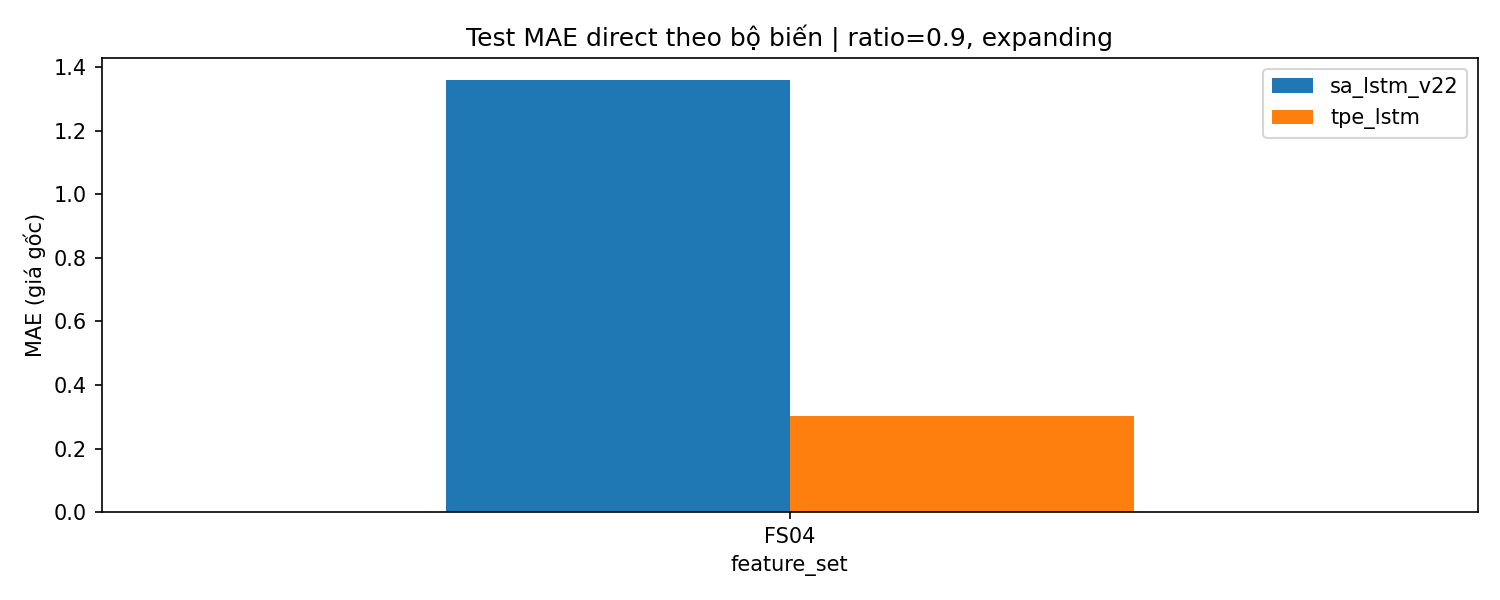 Test MAE direct theo bộ biến | ratio=0.9, expanding
sa_lstm_v22
tpe_lstm
MAE (giá gốc)
1.4
1.2
1.0
0.8
0.6
0.4
0.2
0.0
FS04
feature_set